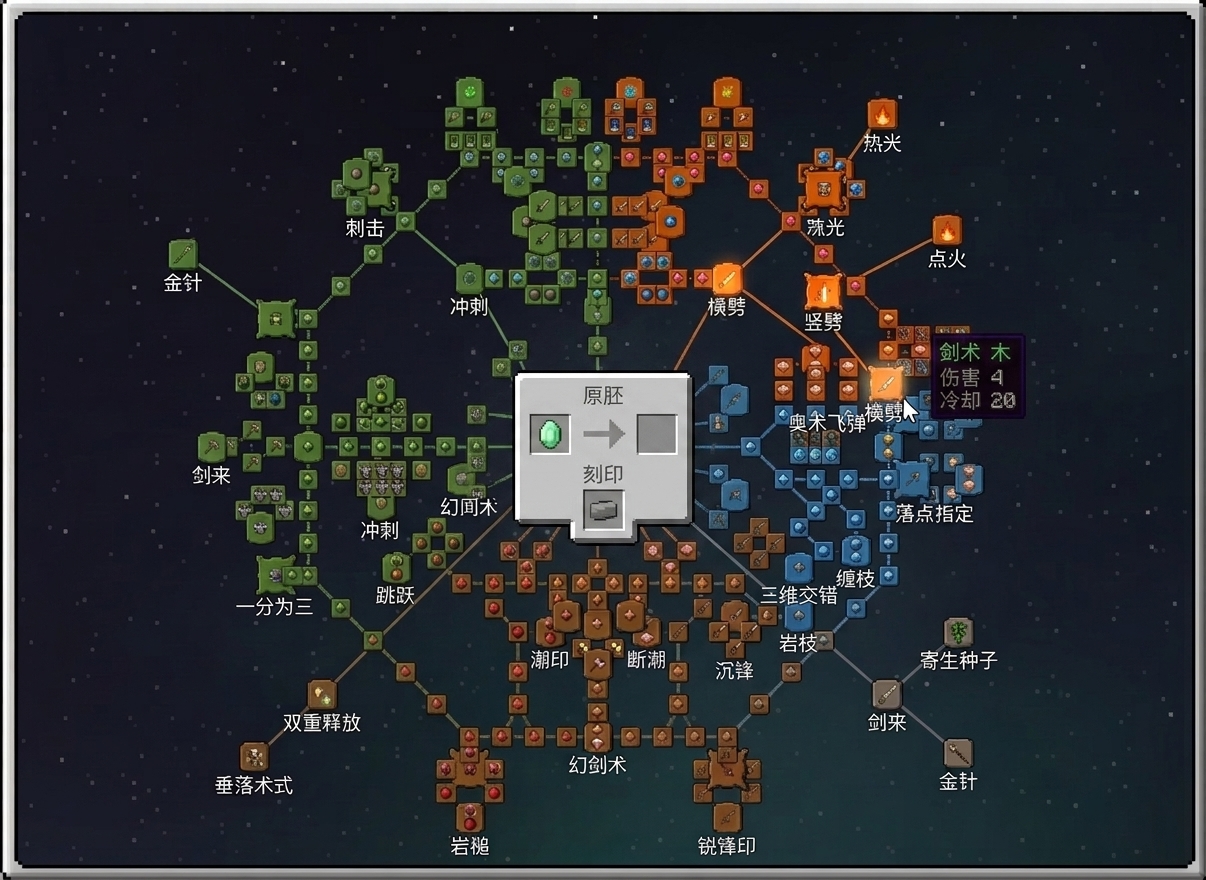 热光
刺击
疏光
点火
金针
冲刺
横劈
竖劈
剑术 木
伤害 4
冷却 20
原胚
刻印
奥术飞弹
横劈
剑来
冲刺
幻闻术
落点指定
一分为三
跳跃
三维交错
缠枝
潮印
断潮
沉锋
岩枝
寄生种子
双重释放
剑来
垂落术式
幻剑术
金针
岩槌
锐锋印